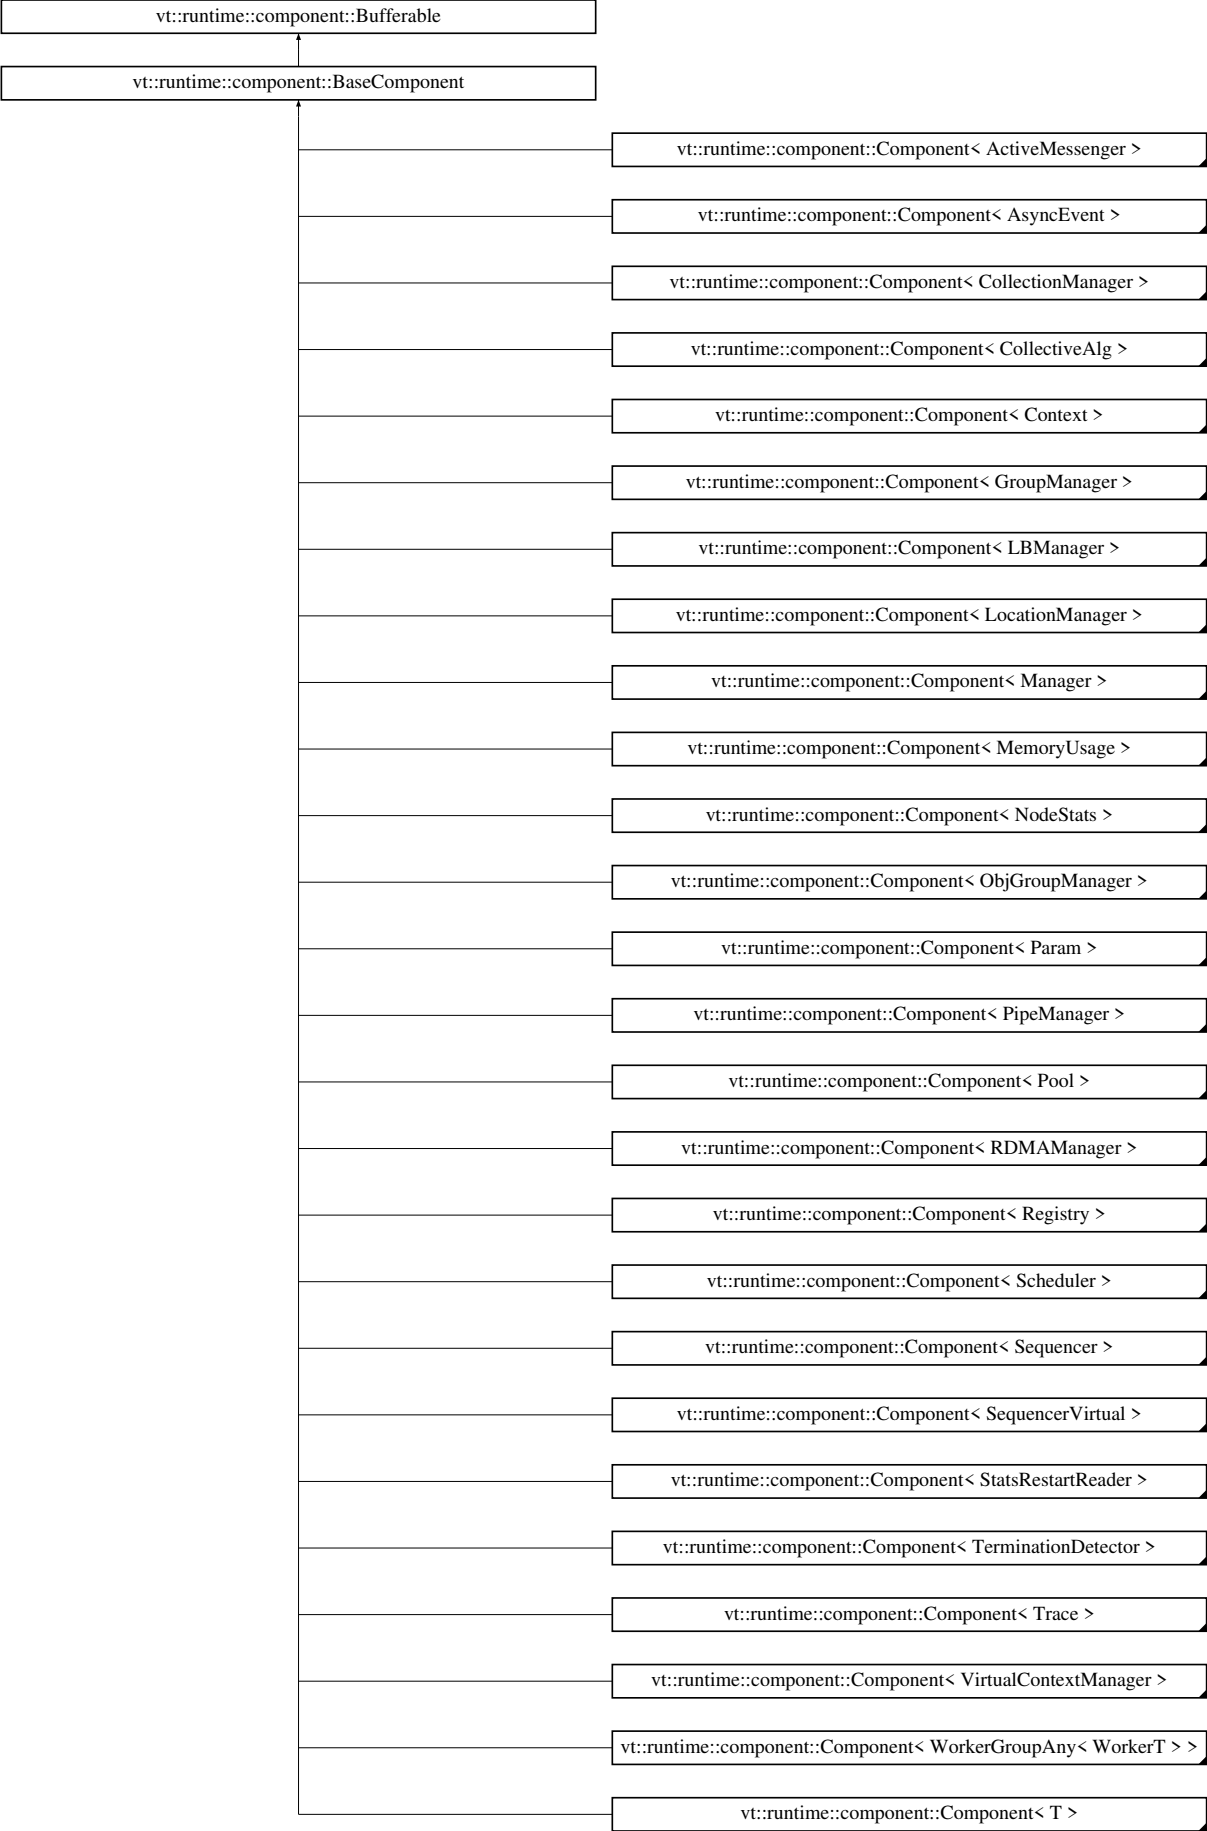 vt::runtime::component::Bufferable
vt::runtime::component::BaseComponent
vt::runtime::component::Component< ActiveMessenger >
vt::runtime::component::Component< AsyncEvent >
vt::runtime::component::Component< CollectionManager >
vt::runtime::component::Component< CollectiveAlg >
vt::runtime::component::Component< Context >
vt::runtime::component::Component< GroupManager >
vt::runtime::component::Component< LBManager >
vt::runtime::component::Component< LocationManager >
vt::runtime::component::Component< Manager >
vt::runtime::component::Component< MemoryUsage >
vt::runtime::component::Component< NodeStats >
vt::runtime::component::Component< ObjGroupManager >
vt::runtime::component::Component< Param >
vt::runtime::component::Component< PipeManager >
vt::runtime::component::Component< Pool >
vt::runtime::component::Component< RDMAManager >
vt::runtime::component::Component< Registry >
vt::runtime::component::Component< Scheduler >
vt::runtime::component::Component< Sequencer >
vt::runtime::component::Component< SequencerVirtual >
vt::runtime::component::Component< StatsRestartReader >
vt::runtime::component::Component< TerminationDetector >
vt::runtime::component::Component< Trace >
vt::runtime::component::Component< VirtualContextManager >
vt::runtime::component::Component< WorkerGroupAny< WorkerT > >
vt::runtime::component::Component< T >